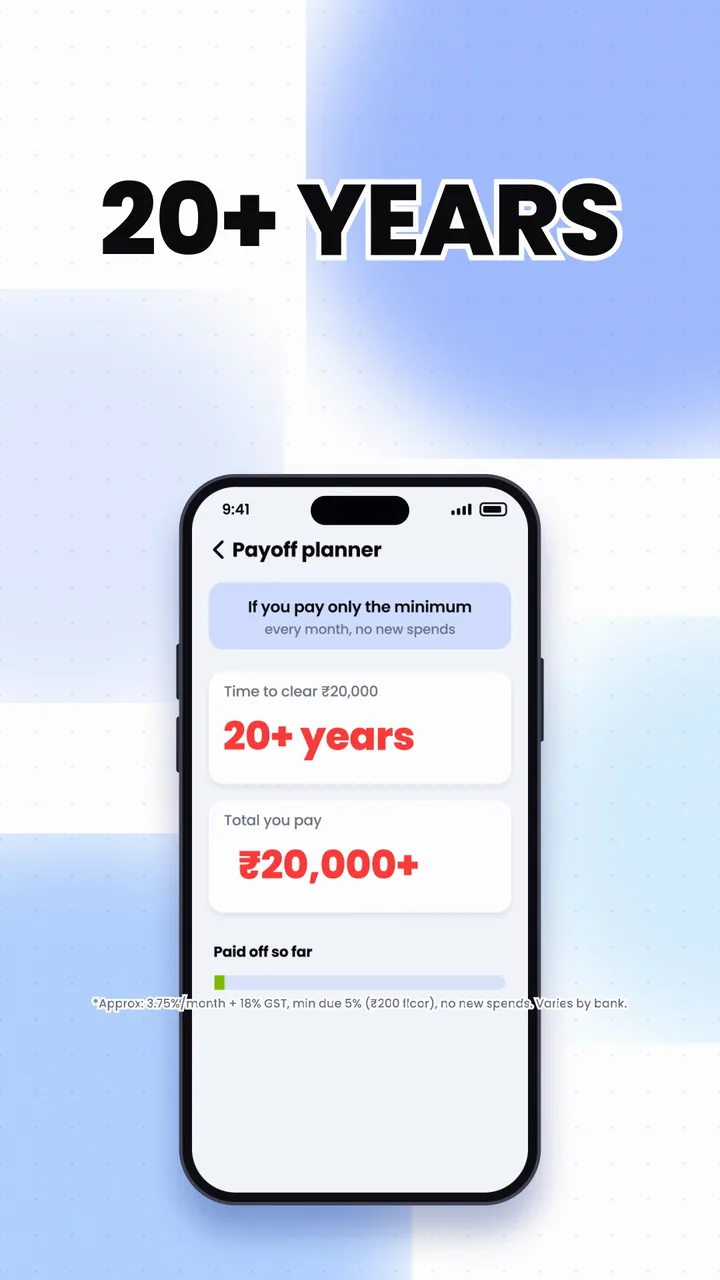 20+ YEARS
9:41
Payoff planner
If you pay only the minimum
every month, no new spends
Time to clear ₹20,000
20+ years
Total you pay
₹20,000+
Paid off so far
*Approx: 3.75%/month + 18% GST, min due 5% (₹200 floor), no new spends. Varies by bank.